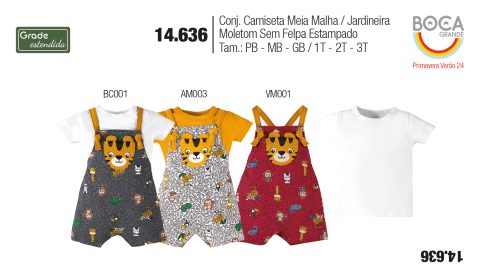 Grade
estendida
14.636
Conj. Camiseta Meia Malha / Jardineira
Moletom Sem Felpa Estampado
Tam.: PB - MB - GB / 1T - 2T - 3T
BOCA
GRANDE
Primavera Verão 24
BC001
AM003
VM001
14.636